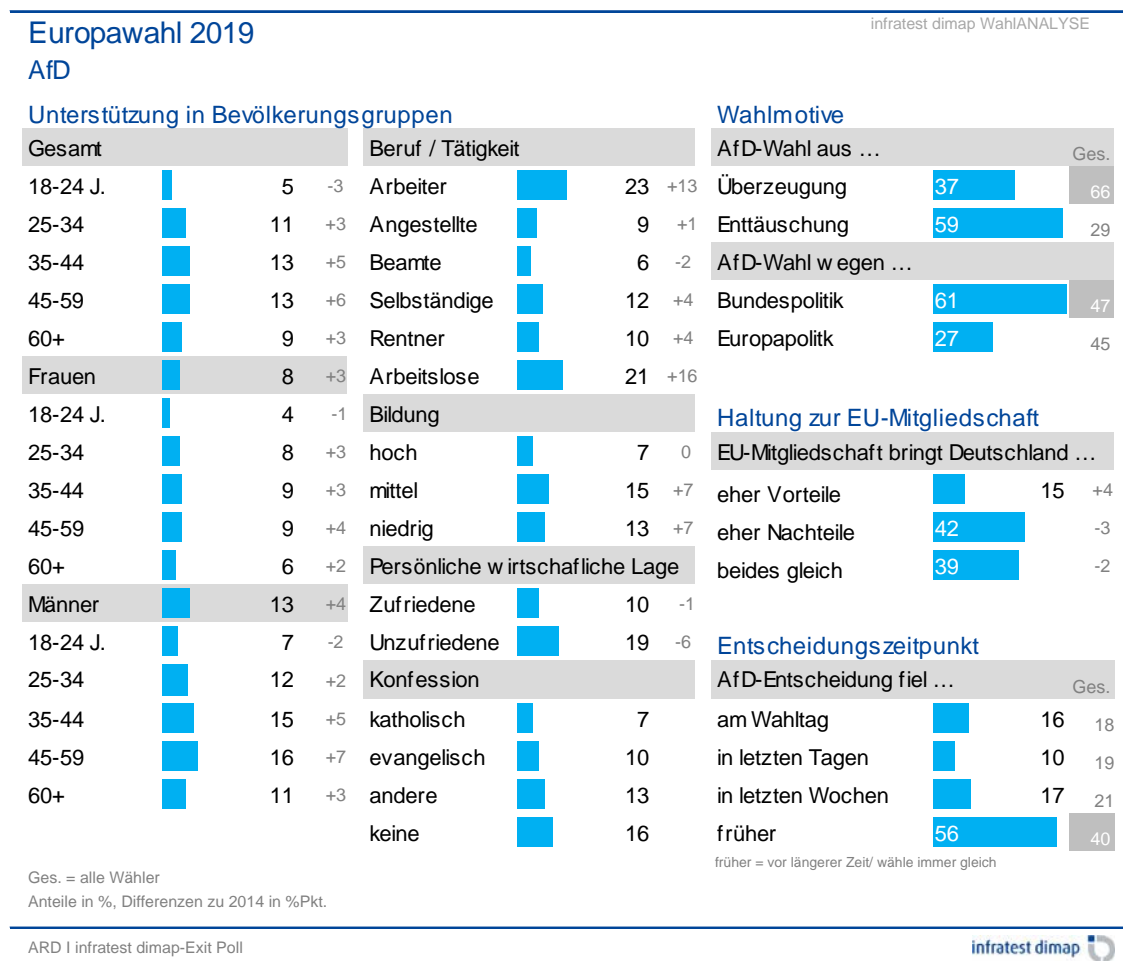 infratest dimap WahlANALYSE
Europawahl 2019
AfD
Unterstützung in Bevölkerungsgruppen
Gesamt
18-24 J. 5 -3
25-34 11 +3
35-44 13 +5
45-59 13 +6
60+ 9 +3
Frauen 8 +3
18-24 J. 4 -1
25-34 8 +3
35-44 9 +3
45-59 9 +4
60+ 6 +2
Männer 13 +4
18-24 J. 7 -2
25-34 12 +2
35-44 15 +5
45-59 16 +7
60+ 11 +3
Beruf / Tätigkeit
Arbeiter 23 +13
Angestellte 9 +1
Beamte 6 -2
Selbständige 12 +4
Rentner 10 +4
Arbeitslose 21 +16
Bildung
hoch 7 0
mittel 15 +7
niedrig 13 +7
Persönliche wirtschafliche Lage
Zufriedene 10 -1
Unzufriedene 19 -6
Konfession
katholisch 7
evangelisch 10
andere 13
keine 16
Wahlmotive
AfD-Wahl aus … Ges.
Überzeugung 37 66
Enttäuschung 59 29
AfD-Wahl wegen …
Bundespolitik 61 47
Europapolitk 27 45
Haltung zur EU-Mitgliedschaft
EU-Mitgliedschaft bringt Deutschland …
eher Vorteile 15 +4
eher Nachteile 42 -3
beides gleich 39 -2
Entscheidungszeitpunkt
AfD-Entscheidung fiel … Ges.
am Wahltag 16 18
in letzten Tagen 10 19
in letzten Wochen 17 21
früher 56 40
früher = vor längerer Zeit/ wähle immer gleich
Ges. = alle Wähler
Anteile in %, Differenzen zu 2014 in %Pkt.
ARD I infratest dimap-Exit Poll
infratest dimap